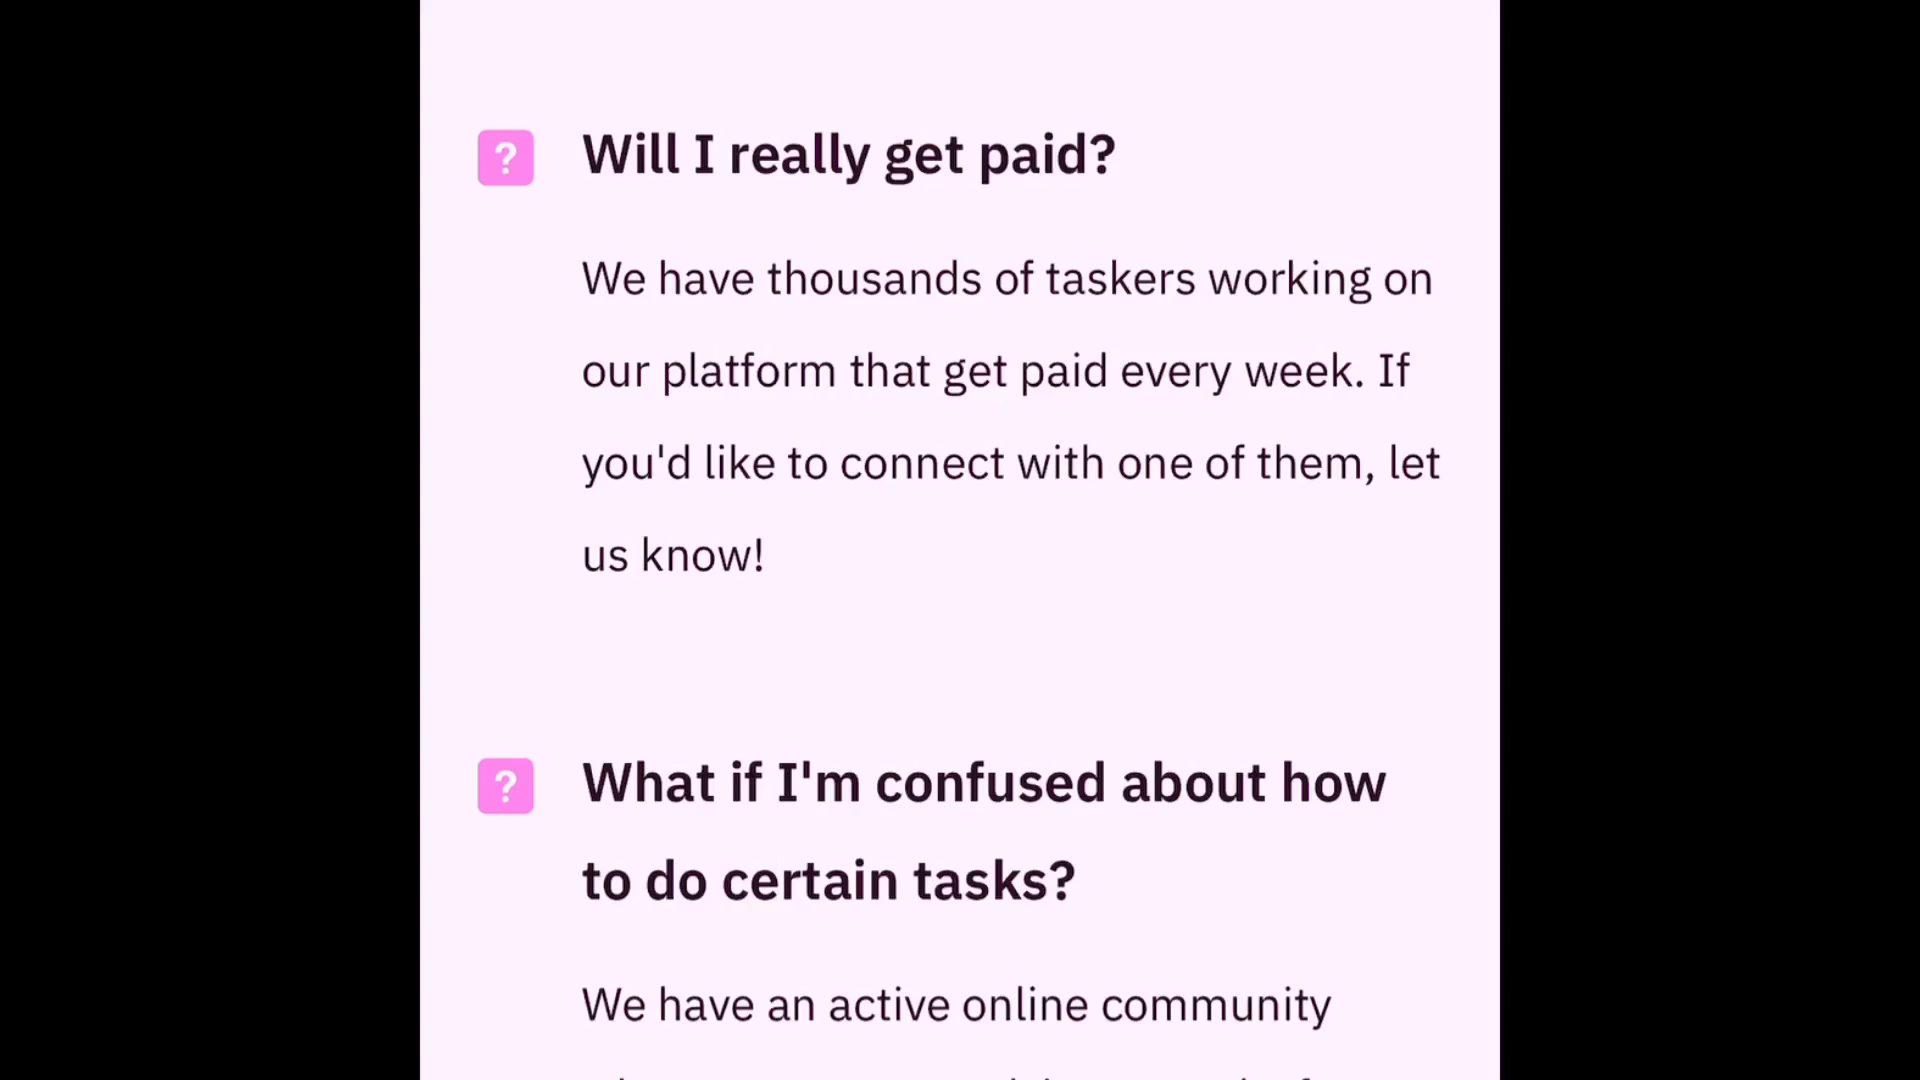 ? Will I really get paid?
We have thousands of taskers working on
our platform that get paid every week. If
you'd like to connect with one of them, let
us know!
? What if I'm confused about how
to do certain tasks?
We have an active online community